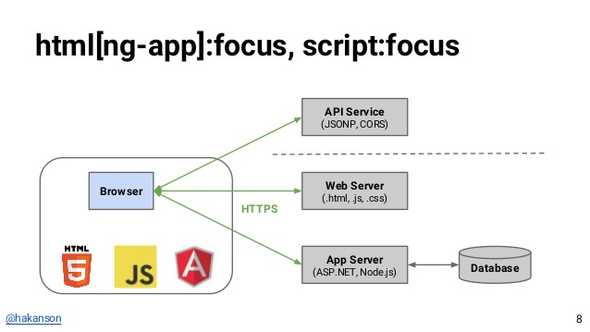 html[ng-app]:focus, script:focus
API Service
(JSONP, CORS)
Browser
Web Server
(.html, .js, .css)
HTTPS
HTML
5
JS
A
App Server
(ASP.NET, Node.js)
Database
@hakanson
8